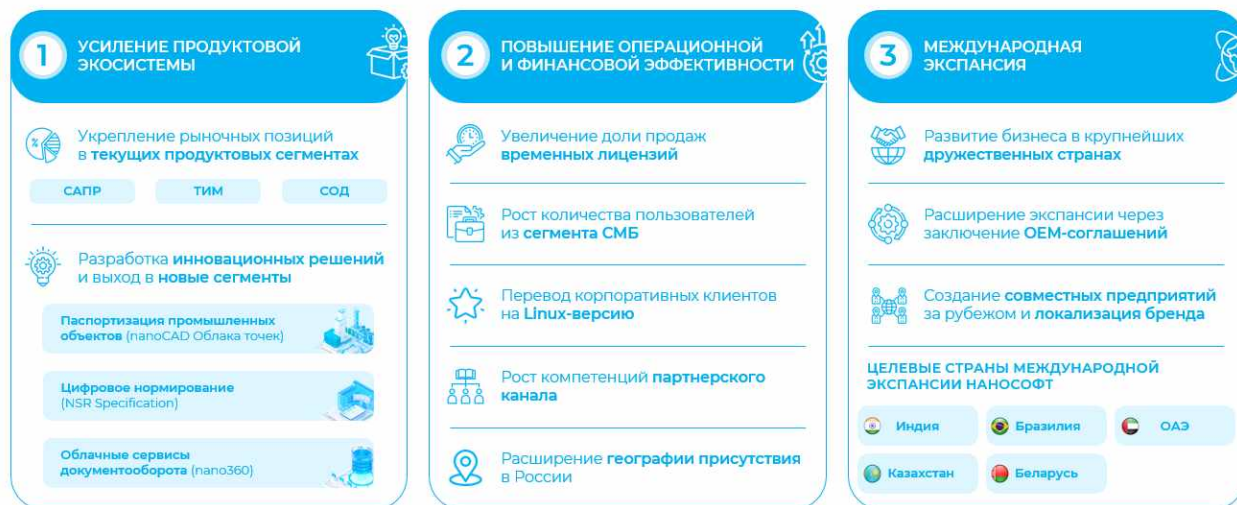 1
УСИЛЕНИЕ ПРОДУКТОВОЙ
ЭКОСИСТЕМЫ
%
Укрепление рыночных позиций
в текущих продуктовых сегментах
САПР
ТИМ
СОД
Разработка инновационных решений
и выход в новые сегменты
Паспортизация промышленных
объектов (nanoCAD Облака точек)
Цифровое нормирование
(NSR Specification)
Облачные сервисы
документооборота (nano360)
2
ПОВЫШЕНИЕ ОПЕРАЦИОННОЙ
И ФИНАНСОВОЙ ЭФФЕКТИВНОСТИ
Увеличение доли продаж
временных лицензий
Рост количества пользователей
из сегмента СМБ
Перевод корпоративных клиентов
на Linux-версию
Рост компетенций партнерского
канала
Расширение географии присутствия
в России
3
МЕЖДУНАРОДНАЯ
ЭКСПАНСИЯ
Развитие бизнеса в крупнейших
дружественных странах
Расширение экспансии через
заключение OEM-соглашений
Создание совместных предприятий
за рубежом и локализация бренда
ЦЕЛЕВЫЕ СТРАНЫ МЕЖДУНАРОДНОЙ
ЭКСПАНСИИ НАНОСОФТ
Индия
Бразилия
ОАЭ
Казахстан
Беларусь